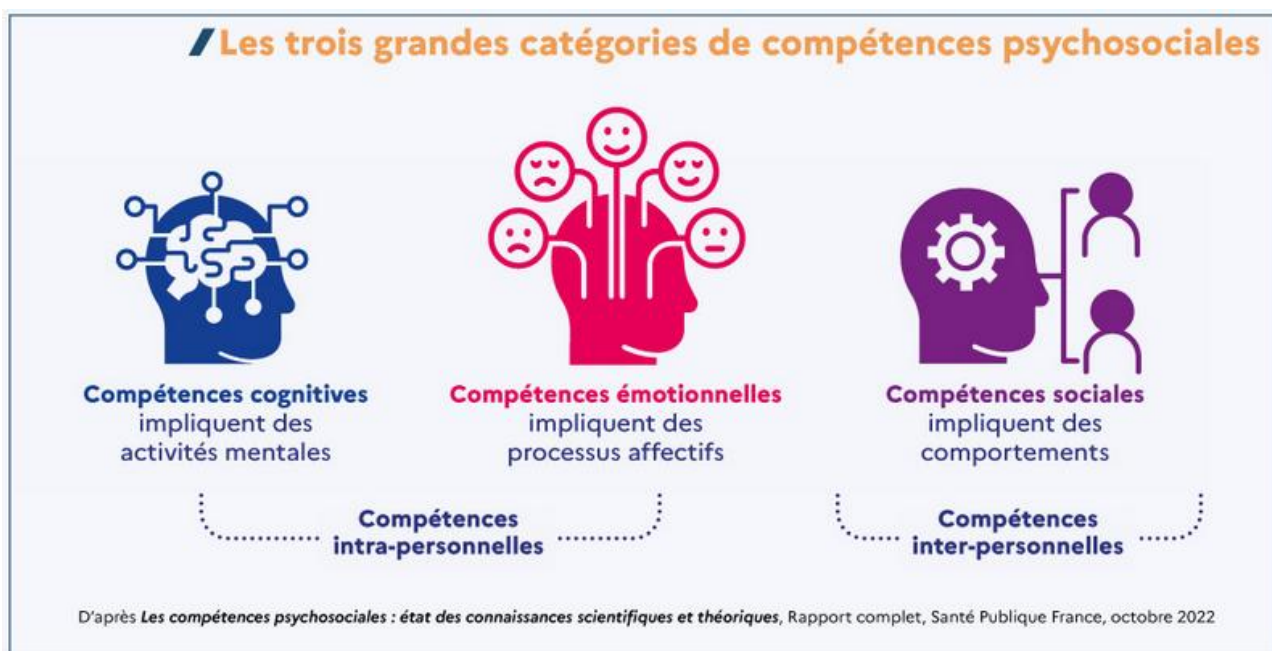 Les trois grandes catégories de compétences psychosociales
Compétences cognitives
impliquent des
activités mentales
Compétences émotionnelles
impliquent des
processus affectifs
Compétences sociales
impliquent des
comportements
Compétences
intra-personnelles
Compétences
inter-personnelles
D'après Les compétences psychosociales : état des connaissances scientifiques et théoriques, Rapport complet, Santé Publique France, octobre 2022